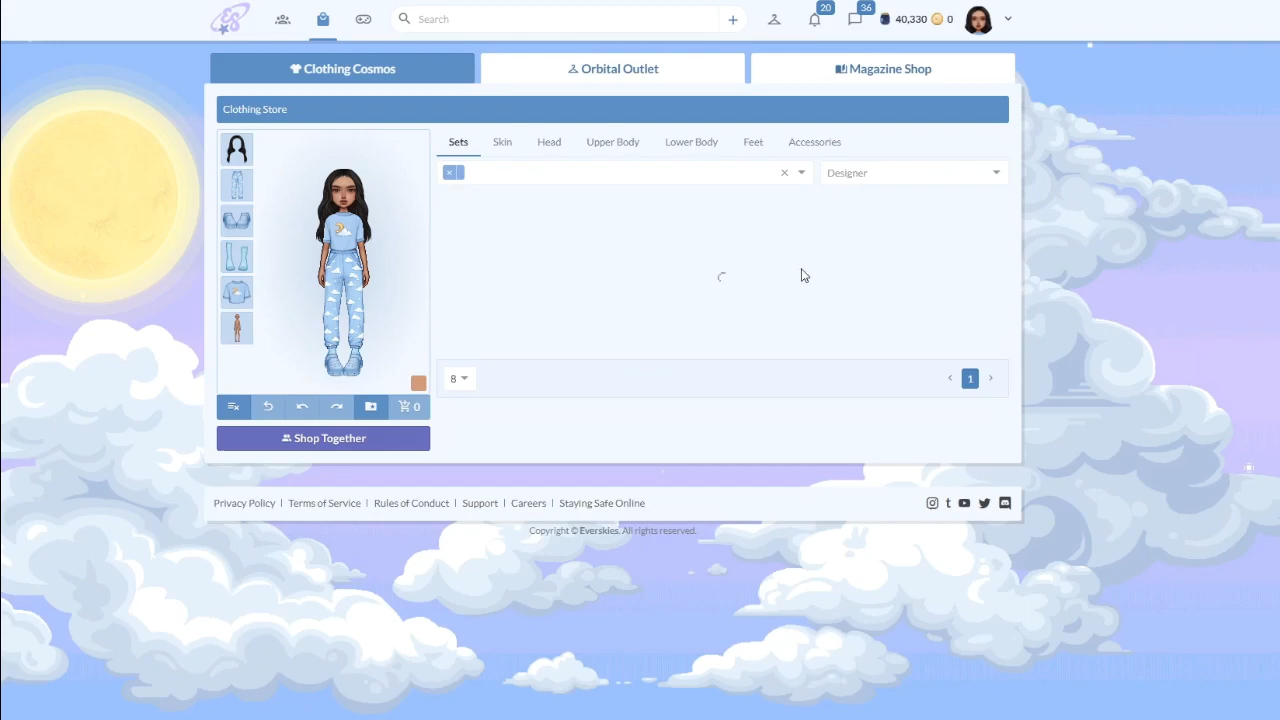 ES
Search
20
36
40,330
0
Clothing Cosmos
Orbital Outlet
Magazine Shop
Clothing Store
Sets
Skin
Head
Upper Body
Lower Body
Feet
Accessories
Designer
8
1
0
Shop Together
Privacy Policy | Terms of Service | Rules of Conduct | Support | Careers | Staying Safe Online
Copyright © Everskies. All rights reserved.